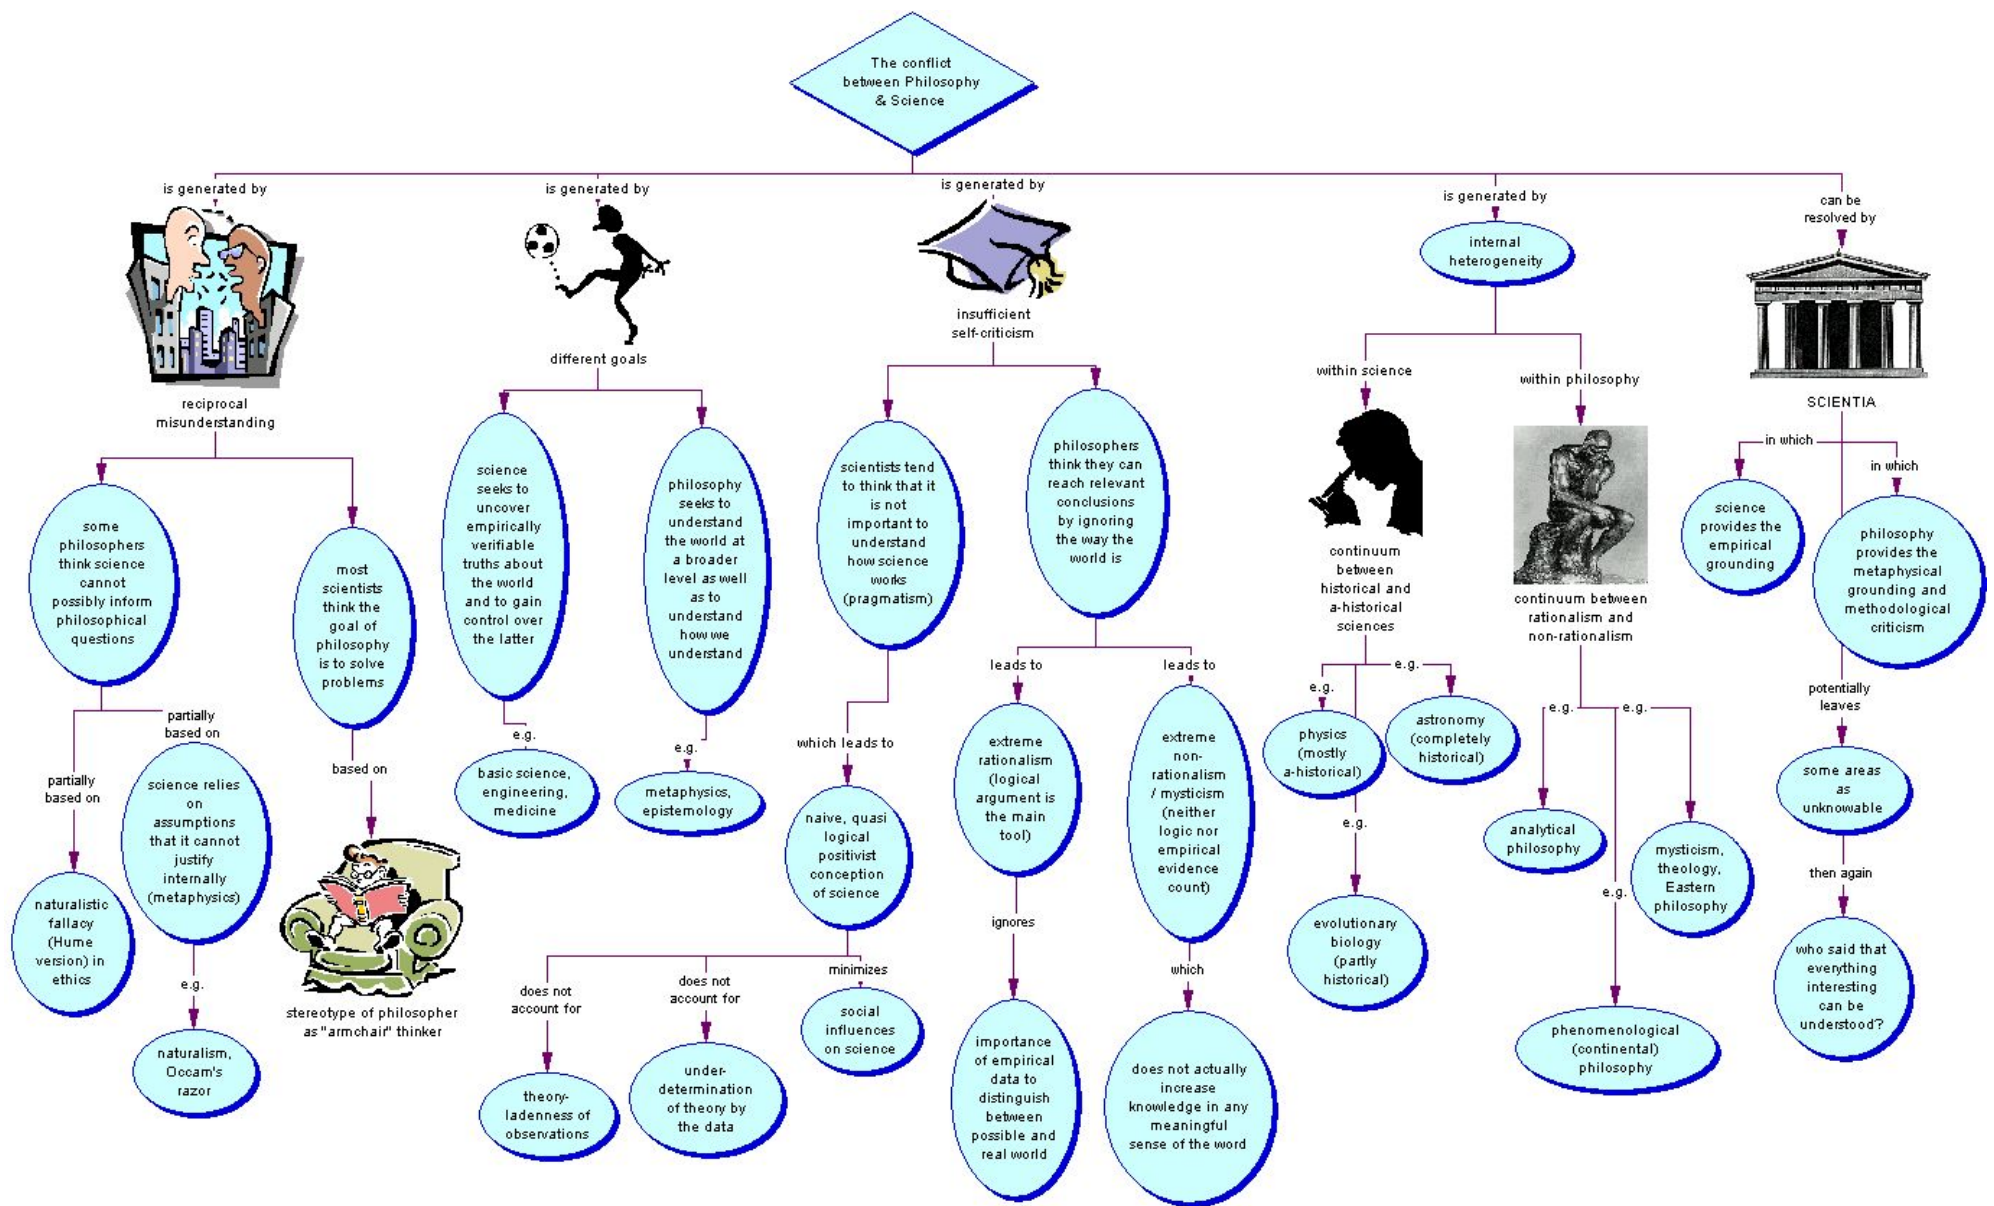 The conflict
between Philosophy
& Science
is generated by
reciprocal
misunderstanding
some
philosophers
think science
cannot
possibly inform
philosophical
questions
partially
based on
naturalistic
fallacy
(Hume
version) in
ethics
partially
based on
science relies
on
assumptions
that it cannot
justify
internally
(metaphysics)
e.g.
naturalism,
Occam's
razor
most
scientists
think the
goal of
philosophy
is to solve
problems
based on
stereotype of philosopher
as "armchair" thinker
is generated by
different goals
science
seeks to
uncover
empirically
verifiable
truths about
the world
and to gain
control over
the latter
e.g.
basic science,
engineering,
medicine
philosophy
seeks to
understand
the world at
a broader
level as well
as to
understand
how we
understand
e.g.
metaphysics,
epistemology
is generated by
insufficient
self-criticism
scientists tend
to think that it
is not
important to
understand
how science
works
(pragmatism)
which leads to
naive, quasi
logical
positivist
conception
of science
does not
account for
theory-
ladenness of
observations
does not
account for
under-
determination
of theory by
the data
minimizes
social
influences
on science
philosophers
think they can
reach relevant
conclusions
by ignoring
the way the
world is
leads to
extreme
rationalism
(logical
argument is
the main
tool)
ignores
importance
of empirical
data to
distinguish
between
possible and
real world
leads to
extreme
non-
rationalism
/ mysticism
(neither
logic nor
empirical
evidence
count)
which
does not actually
increase
knowledge in any
meaningful
sense of the word
is generated by
internal
heterogeneity
within science
continuum
between
historical and
a-historical
sciences
e.g.
physics
(mostly
a-historical)
e.g.
evolutionary
biology
(partly
historical)
e.g.
astronomy
(completely
historical)
within philosophy
continuum between
rationalism and
non-rationalism
e.g.
analytical
philosophy
e.g.
phenomenological
(continental)
philosophy
e.g.
mysticism,
theology,
Eastern
philosophy
can be
resolved by
SCIENTIA
in which
science
provides the
empirical
grounding
in which
philosophy
provides the
metaphysical
grounding and
methodological
criticism
potentially
leaves
some areas
as
unknowable
then again
who said that
everything
interesting
can be
understood?